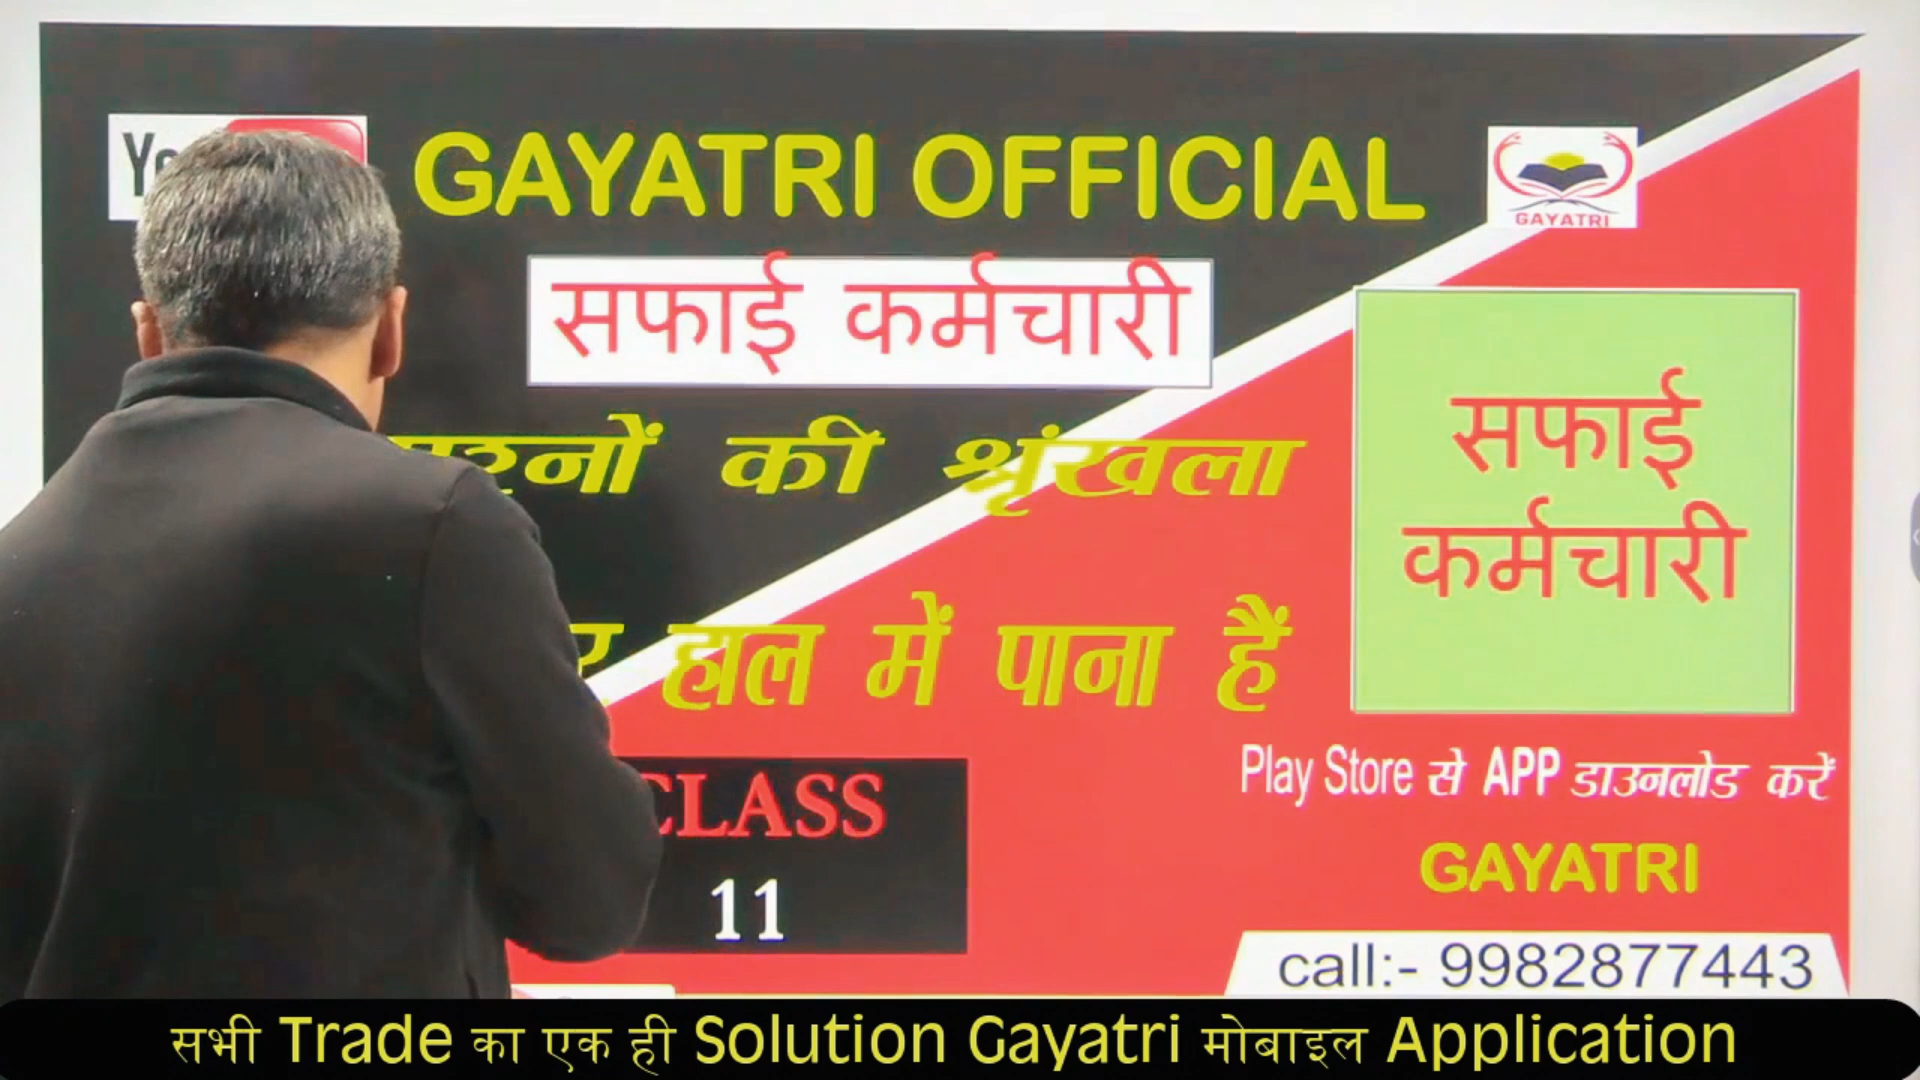 GAYATRI OFFICIAL
GAYATRI
सफाई कर्मचारी
की श्रृंखला
सफाई
कर्मचारी
हाल में पाना हैं
Play Store से APP डाउनलोड करें
CLASS
11
GAYATRI
call:- 9982877443
सभी Trade का एक ही Solution Gayatri मोबाइल Application